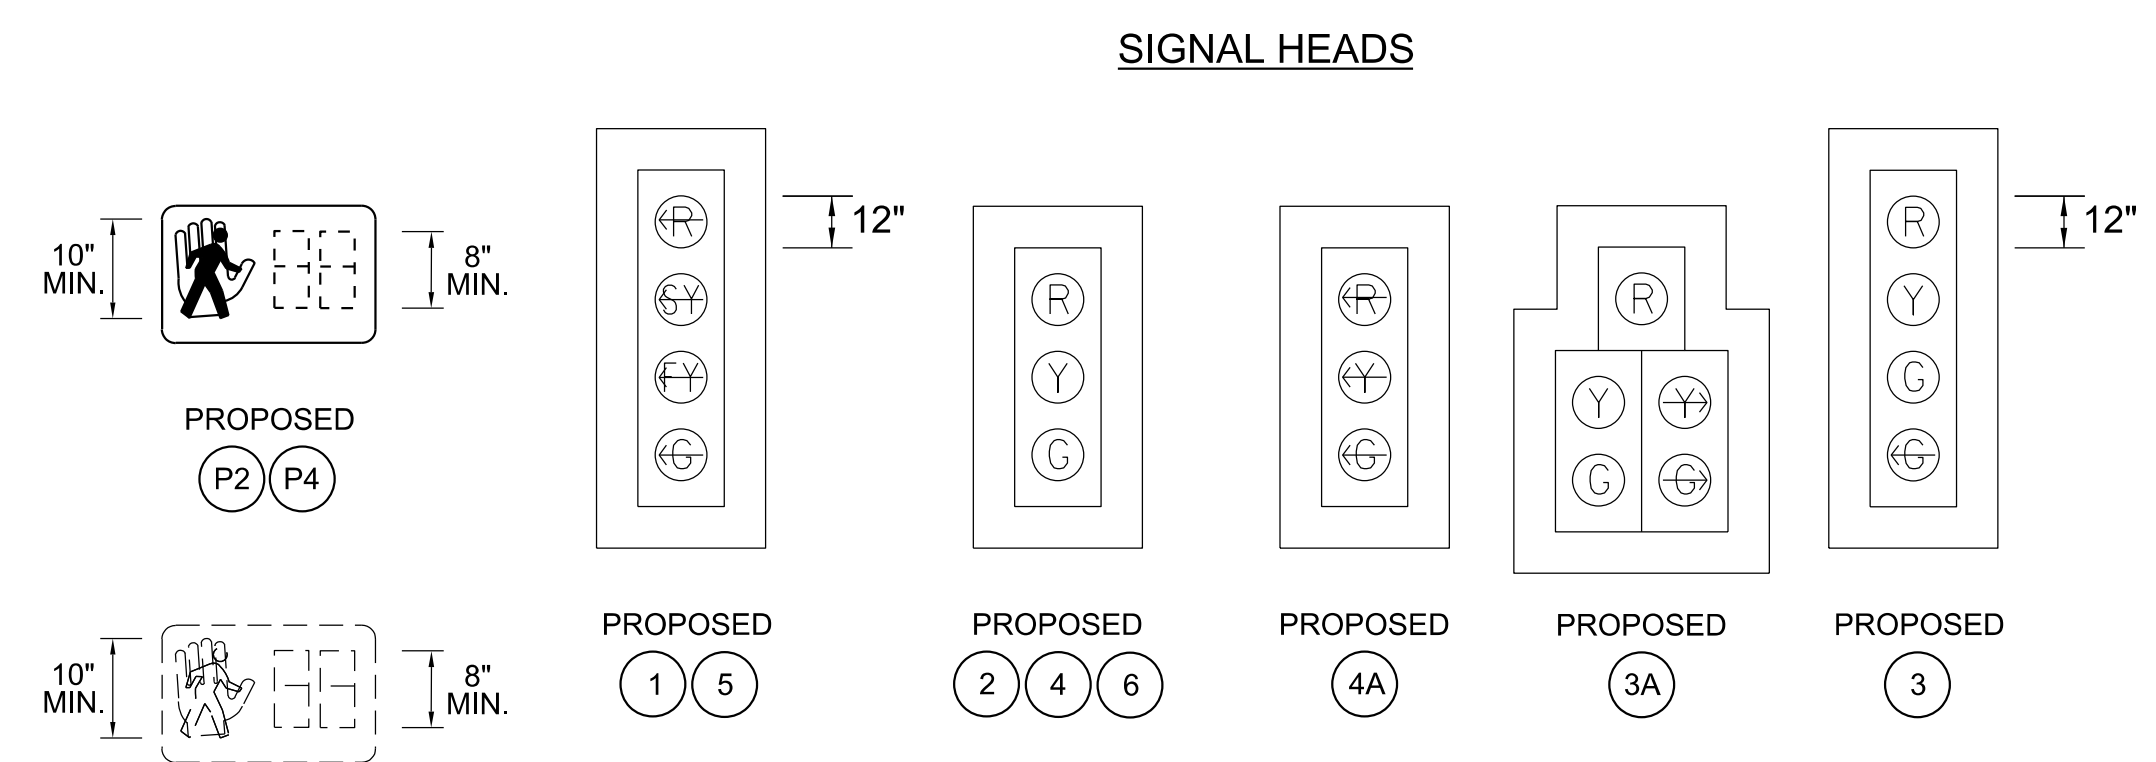 SIGNAL HEADS
10"
MIN.
8"
MIN.
PROPOSED
P2 P4
10"
MIN.
8"
MIN.
R
SY
FY
G
12"
PROPOSED
1 5
R
Y
G
PROPOSED
2 4 6
R
Y
G
PROPOSED
4A
R
Y Y
G G
PROPOSED
3A
R
Y
G
G
12"
PROPOSED
3